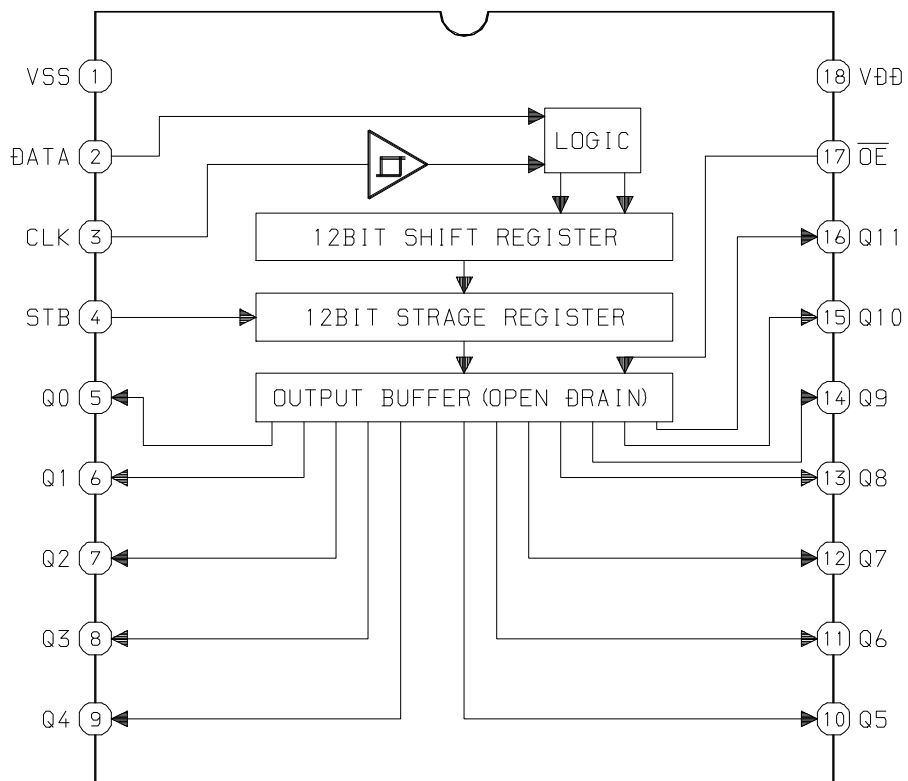 VSS 1 18 VDD
LOGIC
DATA 2 17 OE
CLK 3 12BIT SHIFT REGISTER 16 Q11
STB 4 12BIT STRAGE REGISTER 15 Q10
Q0 5 OUTPUT BUFFER (OPEN DRAIN) 14 Q9
Q1 6 13 Q8
Q2 7 12 Q7
Q3 8 11 Q6
Q4 9 10 Q5